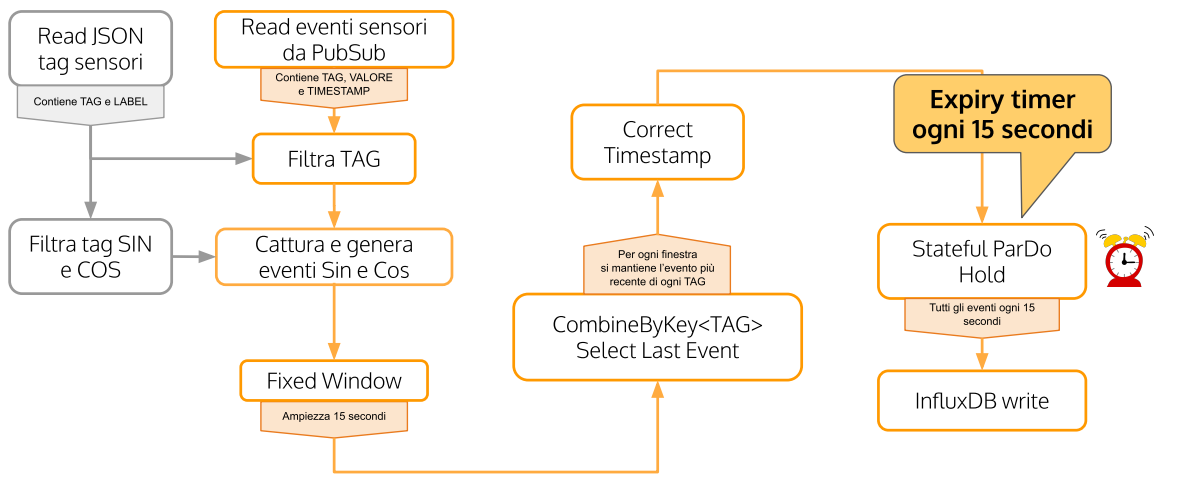 Read JSON
tag sensori
Contiene TAG e LABEL
Filtra tag SIN
e COS
Read eventi sensori
da PubSub
Contiene TAG, VALORE
e TIMESTAMP
Filtra TAG
Cattura e genera
eventi Sin e Cos
Fixed Window
Ampiezza 15 secondi
CombineByKey<TAG>
Select Last Event
Per ogni finestra
si mantiene l'evento più
recente di ogni TAG
Correct
Timestamp
Expiry timer
ogni 15 secondi
Stateful ParDo
Hold
Tutti gli eventi ogni 15
secondi
InfluxDB write